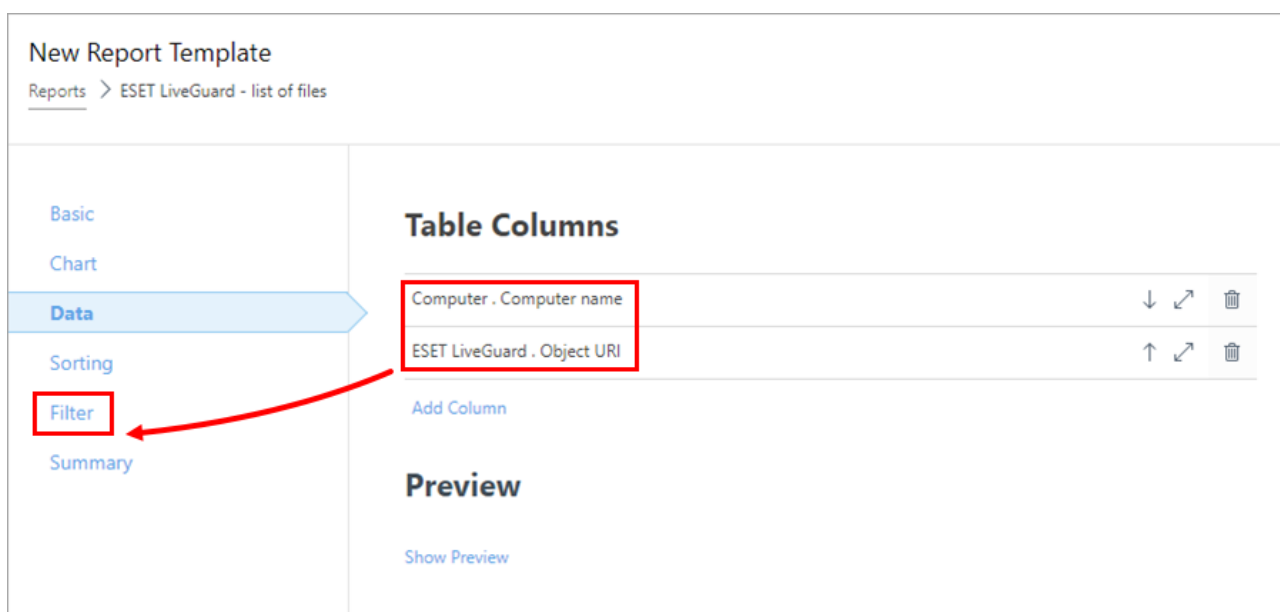 New Report Template
Reports > ESET LiveGuard - list of files
Basic
Chart
Data
Sorting
Filter
Summary
Table Columns
Computer . Computer name
ESET LiveGuard . Object URI
Add Column
Preview
Show Preview